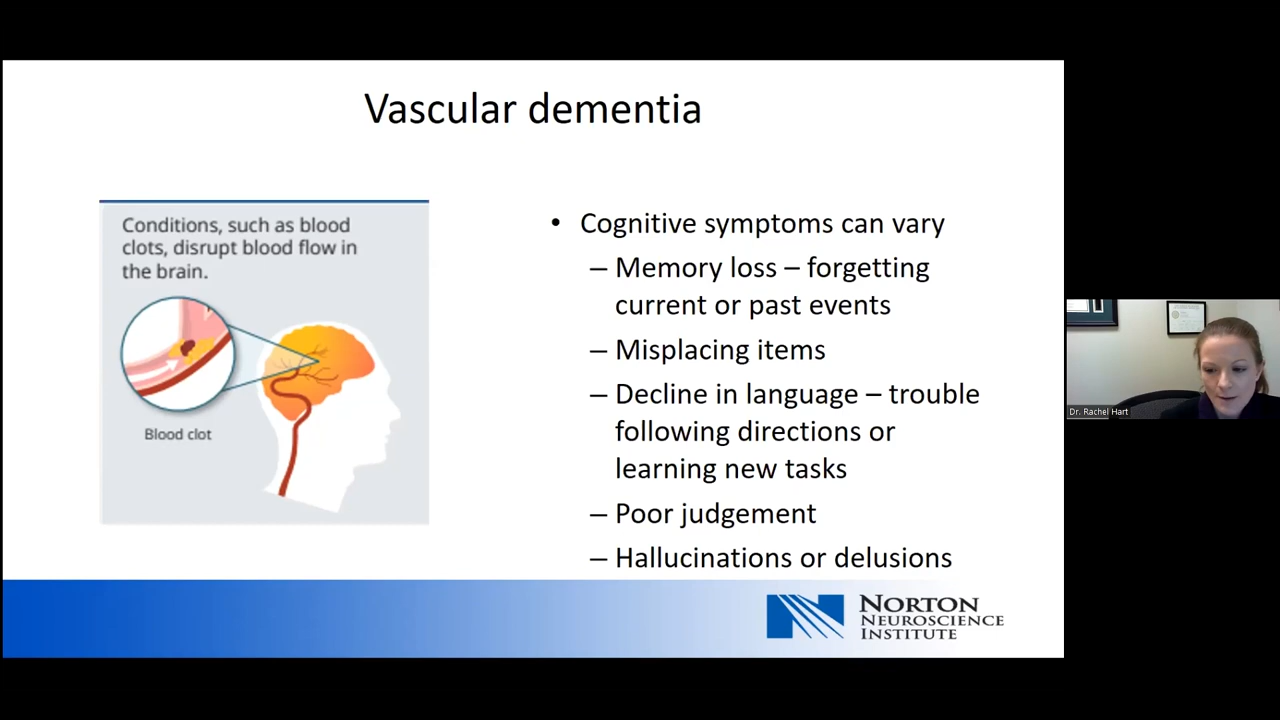 Vascular dementia
Conditions, such as blood
clots, disrupt blood flow in
the brain.
Blood clot
• Cognitive symptoms can vary
– Memory loss – forgetting
current or past events
– Misplacing items
– Decline in language – trouble
following directions or
learning new tasks
– Poor judgement
– Hallucinations or delusions
NORTON
NEUROSCIENCE
INSTITUTE
Dr. Rachel Hart